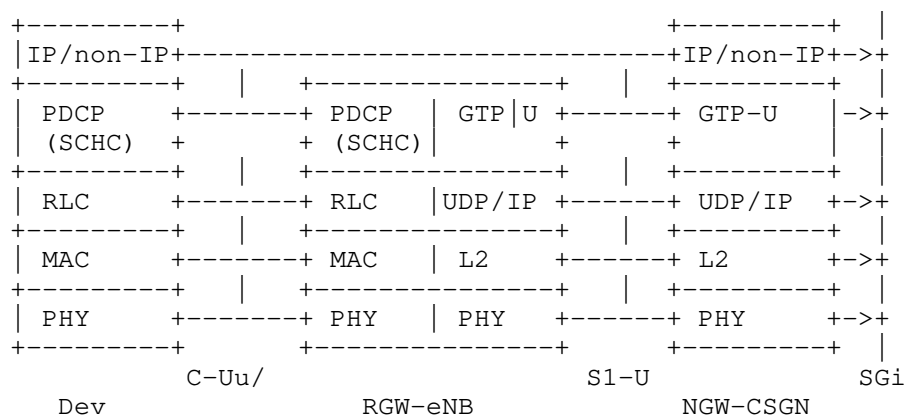 +---------+                                       +---------+  |
|IP/non-IP+------------------------------+IP/non-IP+->+
+---------+   |   +---------------+   |   +---------+  |
| PDCP    +-------+ PDCP  | GTP|U +------+ GTP-U   |->+
| (SCHC)  +       + (SCHC)|       +      +         |  |
+---------+   |   +---------------+   |   +---------+  |
| RLC     +-------+ RLC   |UDP/IP +------+ UDP/IP  +->+
+---------+   |   +---------------+   |   +---------+  |
| MAC     +-------+ MAC   | L2    +------+ L2      +->+
+---------+   |   +---------------+   |   +---------+  |
| PHY     +-------+ PHY   | PHY   +------+ PHY     +->+
+---------+       +---------------+       +---------+  |
C-Uu/ S1-U SGi
Dev RGW-eNB NGW-CSGN